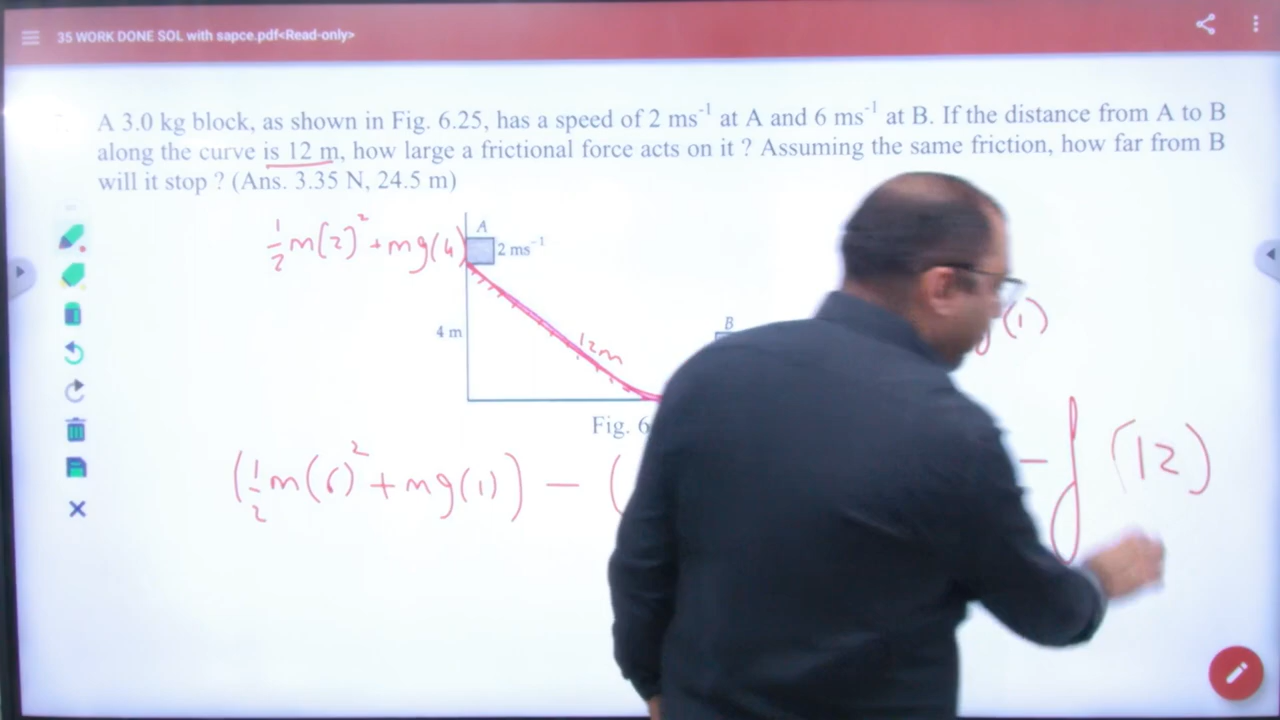 35 WORK DONE SOL with sapce.pdf<Read-only>
A 3.0 kg block, as shown in Fig. 6.25, has a speed of 2 ms⁻¹ at A and 6 ms⁻¹ at B. If the distance from A to B
along the curve is 12 m, how large a frictional force acts on it ? Assuming the same friction, how far from B
will it stop ? (Ans. 3.35 N, 24.5 m)
½m(2)² + mg(4)
A
2 ms⁻¹
4 m
12m
B
(1)
Fig. 6
(½m(6)² + mg(1)) – (
– f (12)